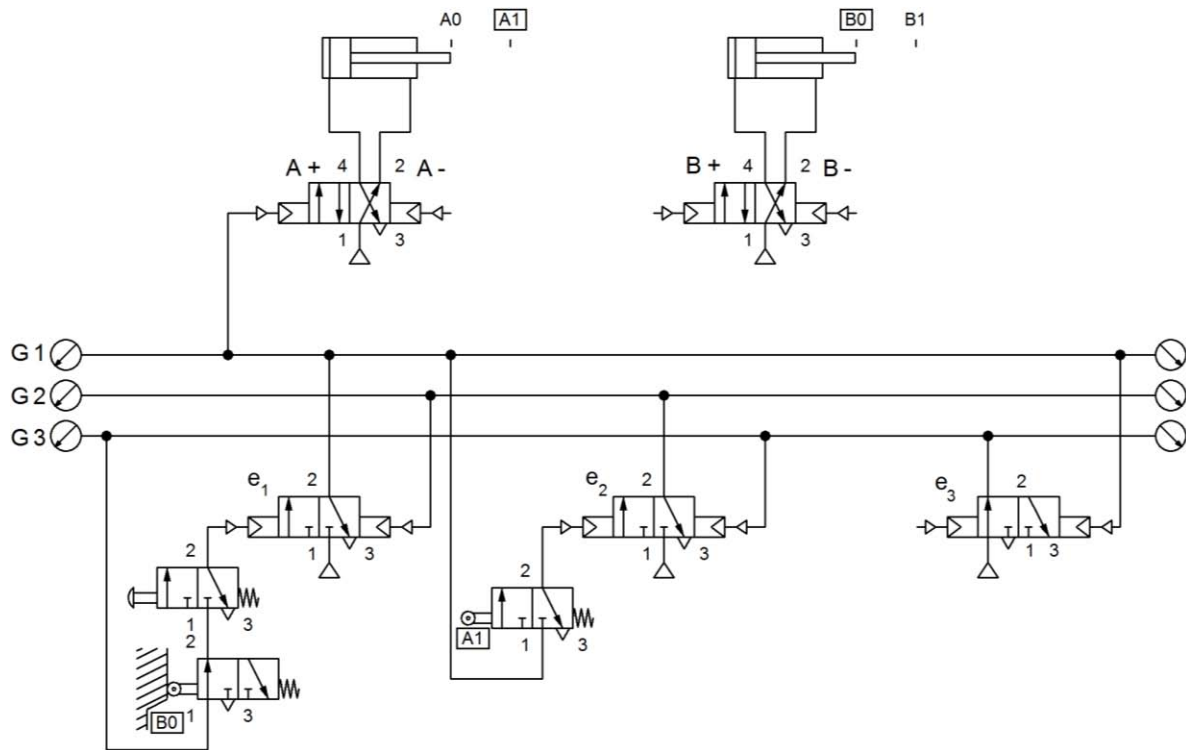 A0 A1 B0 B1
A + 4 2 A - B + 4 2 B -
1 3 1 3
G 1
G 2
G 3
e1 2 e2 2 e3 2
1 3 1 3 1 3
2 2
1 3 A1 1 3
2
B0 1 3